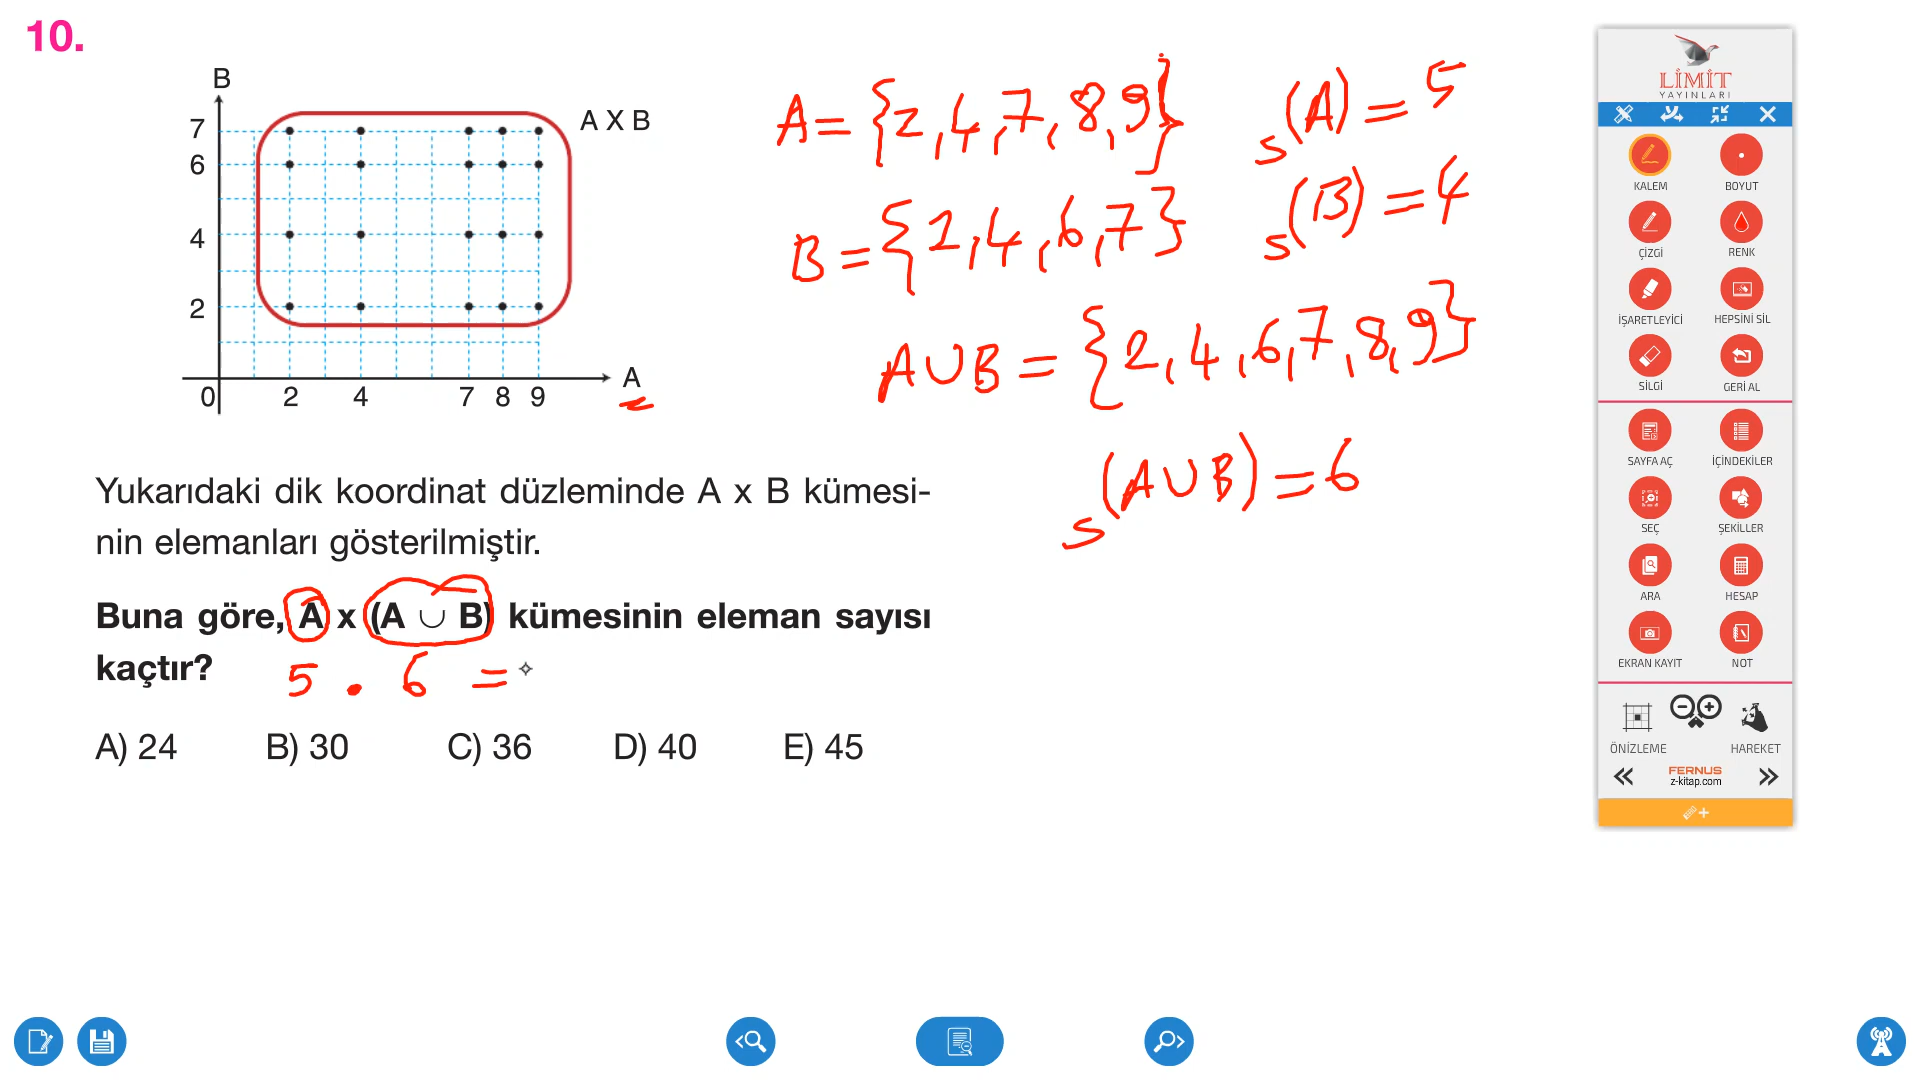 10.
B
A X B
7
6
4
2
0 2 4 7 8 9
A
A = {2, 4, 7, 8, 9}
s(A) = 5
B = {2, 4, 6, 7}
s(B) = 4
A ∪ B = {2, 4, 6, 7, 8, 9}
s(A ∪ B) = 6
Yukarıdaki dik koordinat düzleminde A x B kümesi-
nin elemanları gösterilmiştir.
Buna göre, A x (A ∪ B) kümesinin eleman sayısı
kaçtır?
5 . 6 =
A) 24 B) 30 C) 36 D) 40 E) 45
LİMİT
YAYINLARI
KALEM BOYUT
ÇİZGİ RENK
İŞARETLEYİCİ HEPSİNİ SİL
SİLGİ GERİ AL
SAYFA AÇ İÇİNDEKİLER
SEÇ ŞEKİLLER
ARA HESAP
EKRAN KAYIT NOT
ÖNİZLEME HAREKET
FERNUS
z-kitap.com